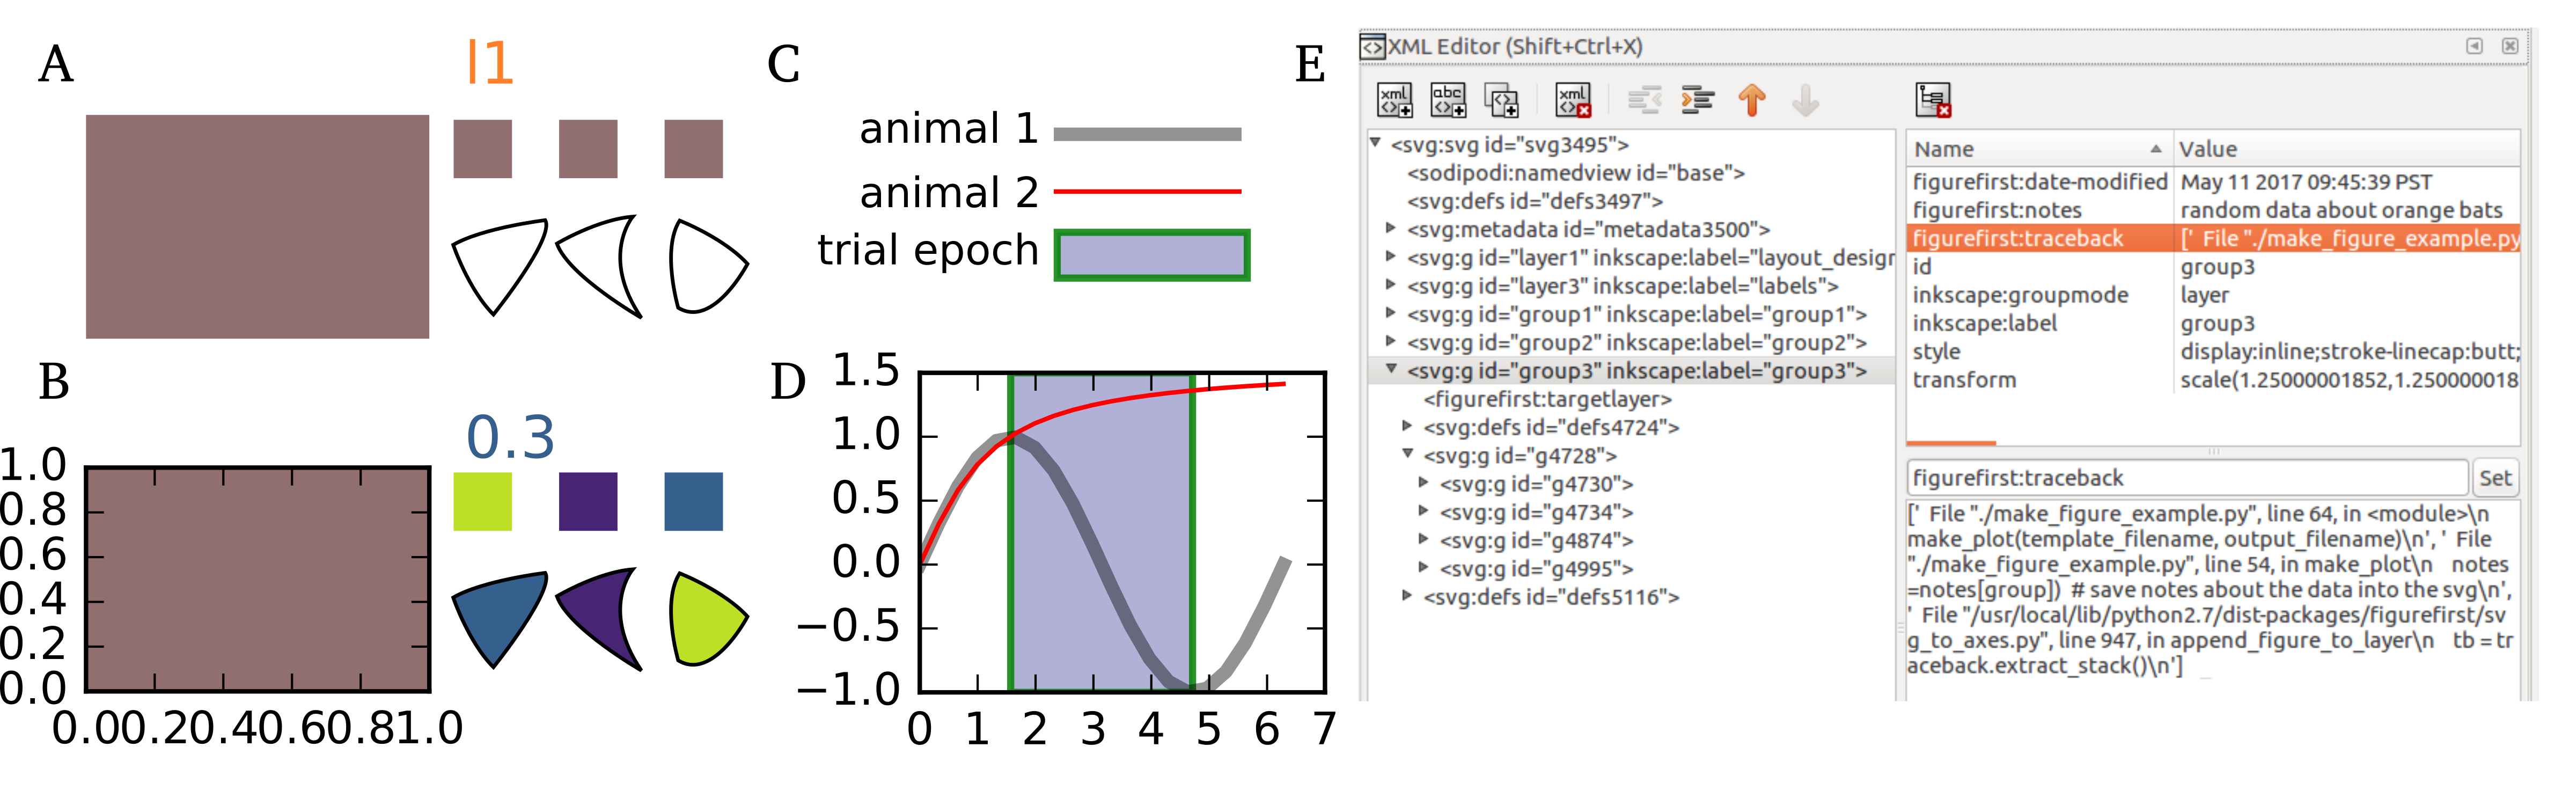 A
l1
B
0.3
1.0
0.8
0.6
0.4
0.2
0.0
0.00.20.40.60.81.0
C
animal 1
animal 2
trial epoch
D
1.5
1.0
0.5
0.0
−0.5
−1.0
0 1 2 3 4 5 6 7
E
XML Editor (Shift+Ctrl+X)
<svg:svg id="svg3495">
<sodipodi:namedview id="base">
<svg:defs id="defs3497">
<svg:metadata id="metadata3500">
<svg:g id="layer1" inkscape:label="layout_design
<svg:g id="layer3" inkscape:label="labels">
<svg:g id="group1" inkscape:label="group1">
<svg:g id="group2" inkscape:label="group2">
<svg:g id="group3" inkscape:label="group3">
<figurefirst:targetlayer>
<svg:defs id="defs4724">
<svg:g id="g4728">
<svg:g id="g4730">
<svg:g id="g4734">
<svg:g id="g4874">
<svg:g id="g4995">
<svg:defs id="defs5116">
Name Value
figurefirst:date-modified May 11 2017 09:45:39 PST
figurefirst:notes random data about orange bats
figurefirst:traceback [' File "./make_figure_example.py
id group3
inkscape:groupmode layer
inkscape:label group3
style display:inline;stroke-linecap:butt;
transform scale(1.25000001852,1.250000018
figurefirst:traceback Set
[' File "./make_figure_example.py", line 64, in <module>\n
make_plot(template_filename, output_filename)\n', ' File
"./make_figure_example.py", line 54, in make_plot\n notes
=notes[group]) # save notes about the data into the svg\n',
' File "/usr/local/lib/python2.7/dist-packages/figurefirst/sv
g_to_axes.py", line 947, in append_figure_to_layer\n tb = tr
aceback.extract_stack()\n']